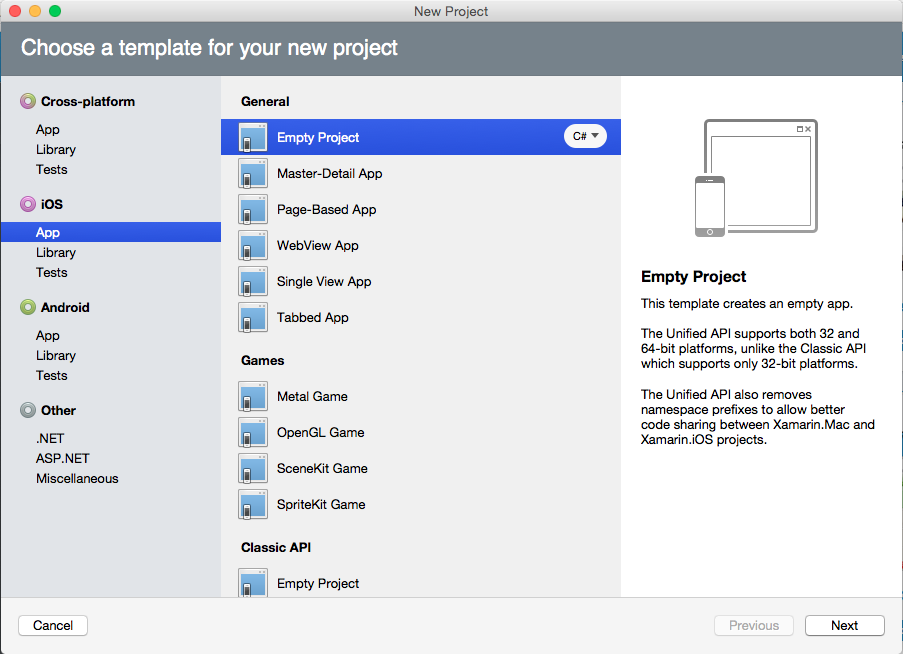 New Project
Choose a template for your new project
Cross-platform
App
Library
Tests
iOS
App
Library
Tests
Android
App
Library
Tests
Other
.NET
ASP.NET
Miscellaneous
General
Empty Project
C#
Master-Detail App
Page-Based App
WebView App
Single View App
Tabbed App
Games
Metal Game
OpenGL Game
SceneKit Game
SpriteKit Game
Classic API
Empty Project
Empty Project
This template creates an empty app.
The Unified API supports both 32 and
64-bit platforms, unlike the Classic API
which supports only 32-bit platforms.
The Unified API also removes
namespace prefixes to allow better
code sharing between Xamarin.Mac and
Xamarin.iOS projects.
Cancel
Previous
Next